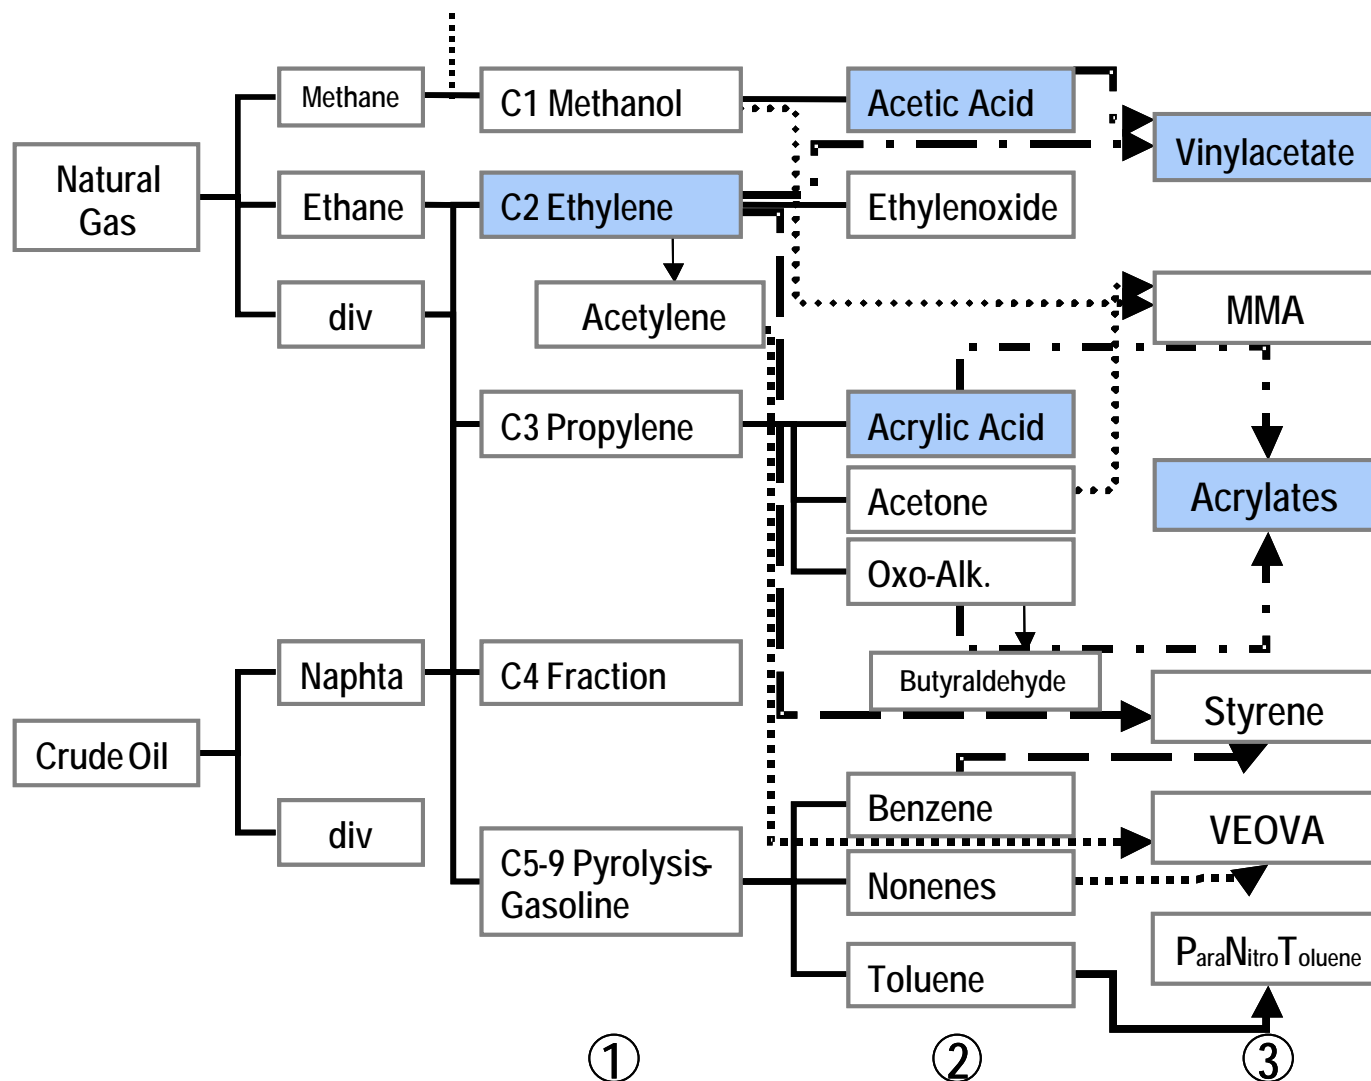 Methane
C1 Methanol
Acetic Acid
Vinylacetate
Natural
Gas
Ethane
C2 Ethylene
Ethylenoxide
div
Acetylene
MMA
C3 Propylene
Acrylic Acid
Acetone
Acrylates
Oxo-Alk.
Naphta
C4 Fraction
Butyraldehyde
Styrene
Crude Oil
div
C5-9 Pyrolysis-
Gasoline
Benzene
VEOVA
Nonenes
Toluene
ParaNitroToluene
① ② ③